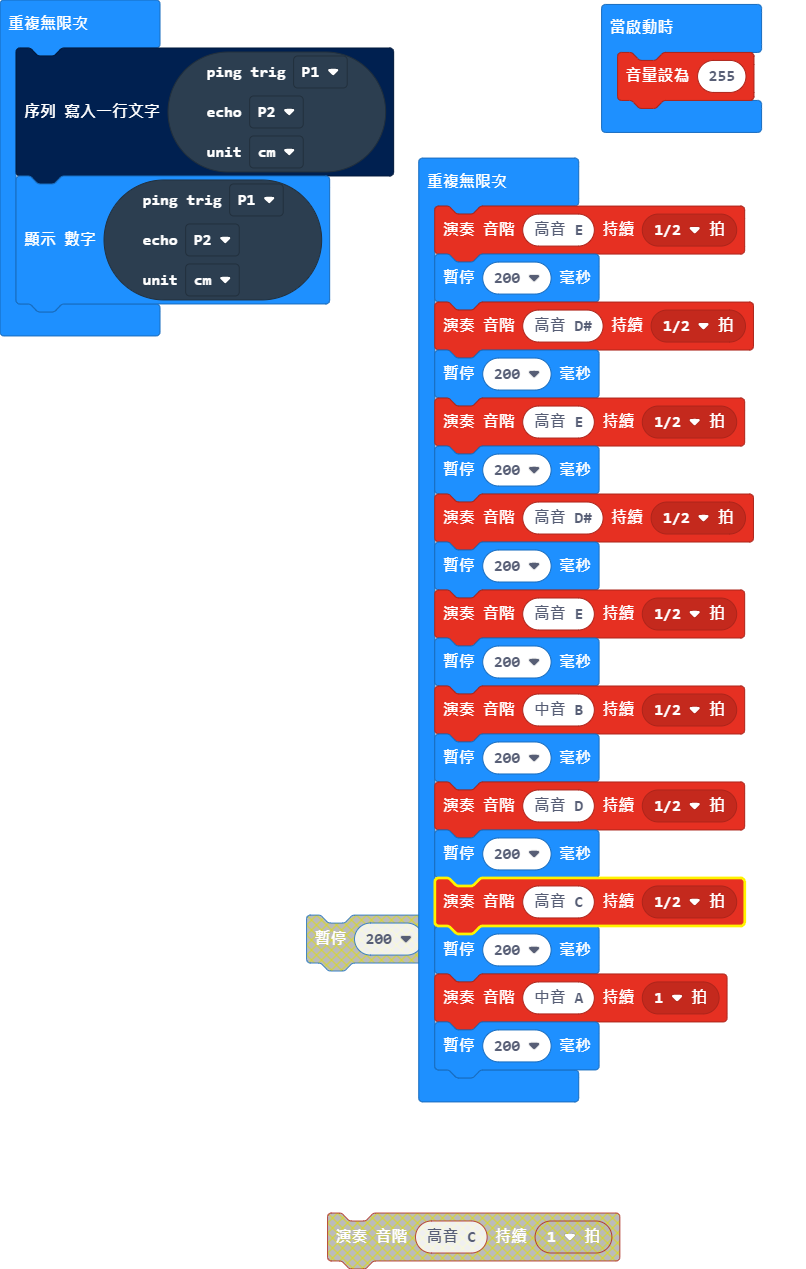 重複無限次
序列 寫入一行文字 ping trig P1
echo P2
unit cm
顯示 數字 ping trig P1
echo P2
unit cm
當啟動時
音量設為 255
重複無限次
演奏 音階 高音 E 持續 1/2 拍
暫停 200 毫秒
演奏 音階 高音 D# 持續 1/2 拍
暫停 200 毫秒
演奏 音階 高音 E 持續 1/2 拍
暫停 200 毫秒
演奏 音階 高音 D# 持續 1/2 拍
暫停 200 毫秒
演奏 音階 高音 E 持續 1/2 拍
暫停 200 毫秒
演奏 音階 中音 B 持續 1/2 拍
暫停 200 毫秒
演奏 音階 高音 D 持續 1/2 拍
暫停 200 毫秒
演奏 音階 高音 C 持續 1/2 拍
暫停 200 毫秒
演奏 音階 中音 A 持續 1 拍
暫停 200 毫秒
暫停 200
演奏 音階 高音 C 持續 1 拍